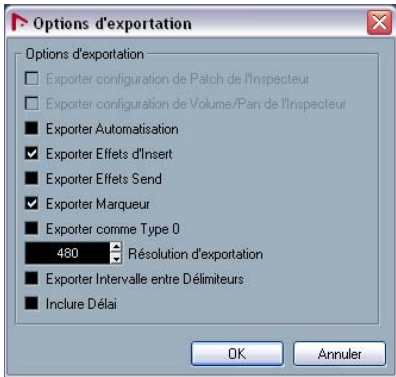 Options d'exportation
Options d'exportation
Exporter configuration de Patch de l'Inspecteur
Exporter configuration de Volume/Pan de l'Inspecteur
Exporter Automatisation
Exporter Effets d'Insert
Exporter Effets Send
Exporter Marqueur
Exporter comme Type 0
480 Résolution d'exportation
Exporter Intervalle entre Délimiteurs
Inclure Délai
OK Annuler